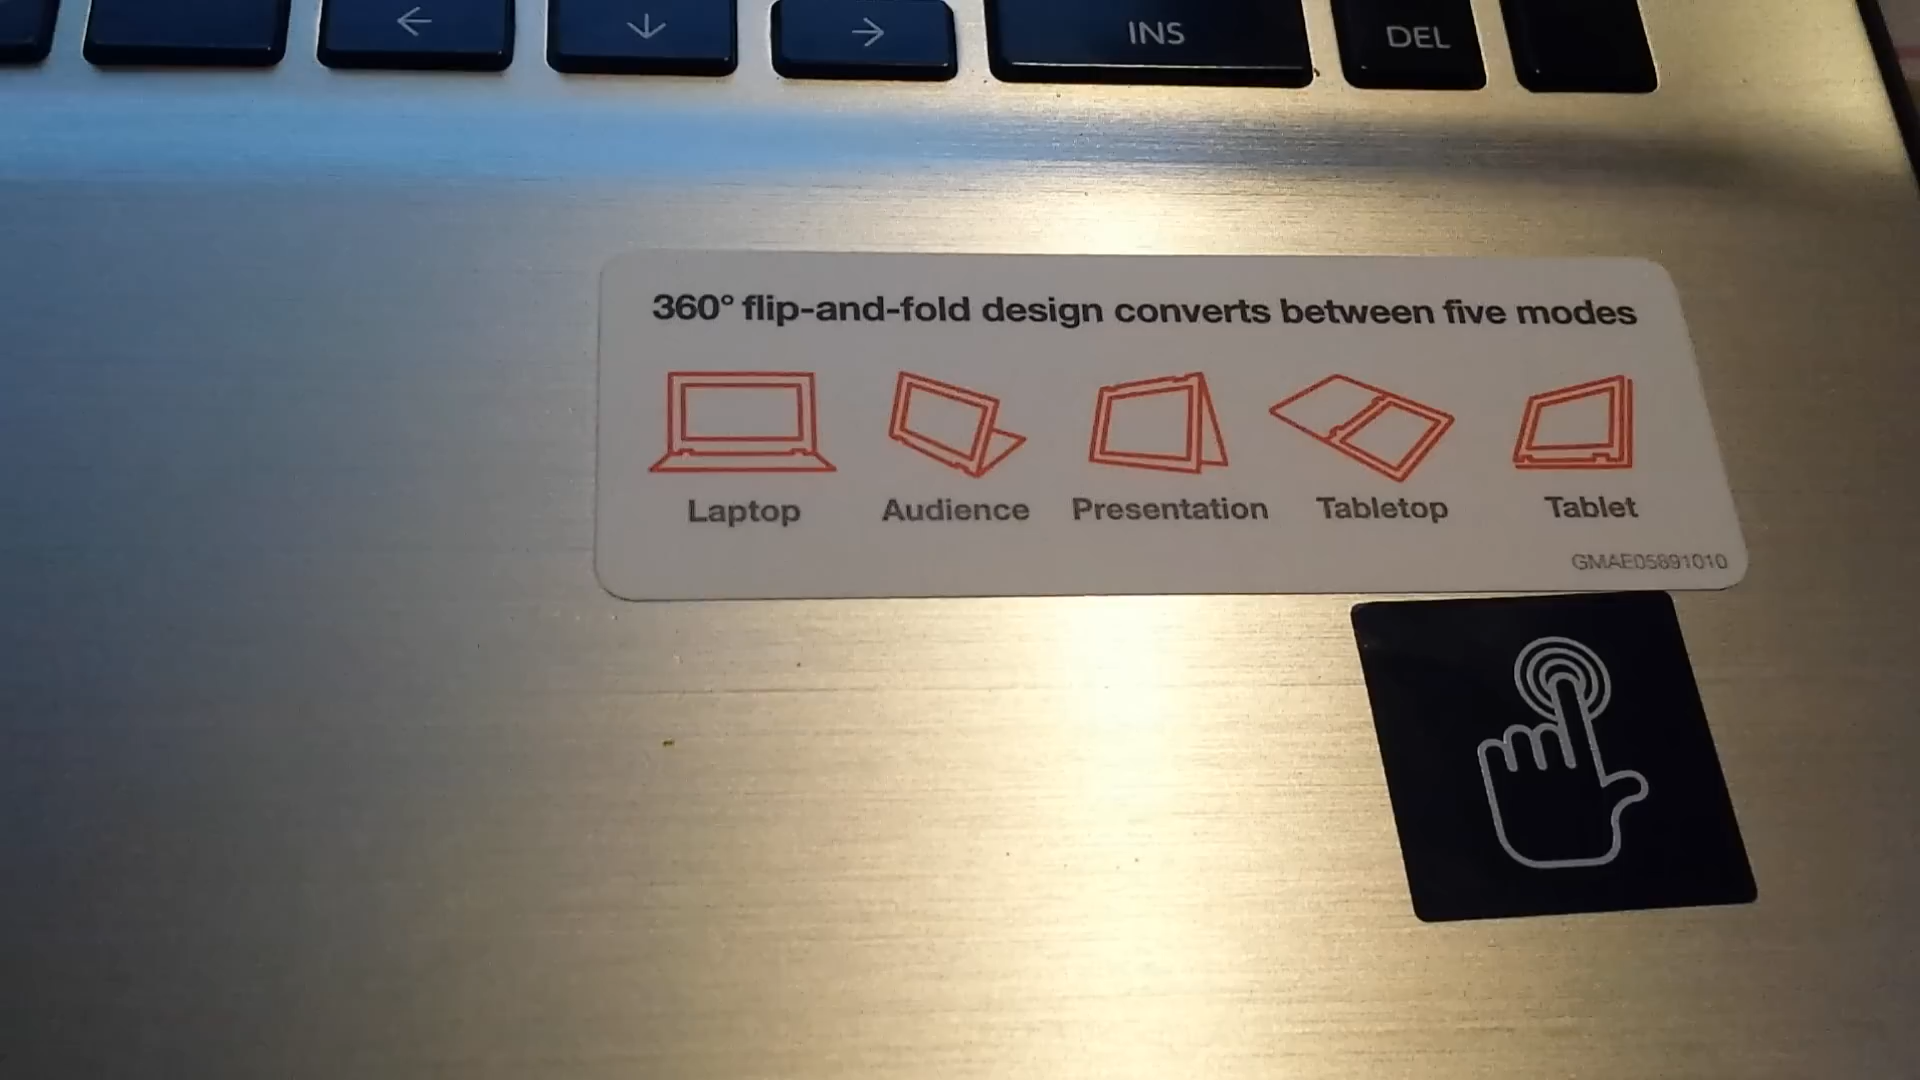 ← ↓ → INS DEL
360° flip-and-fold design converts between five modes
Laptop Audience Presentation Tabletop Tablet
GMAE05891010